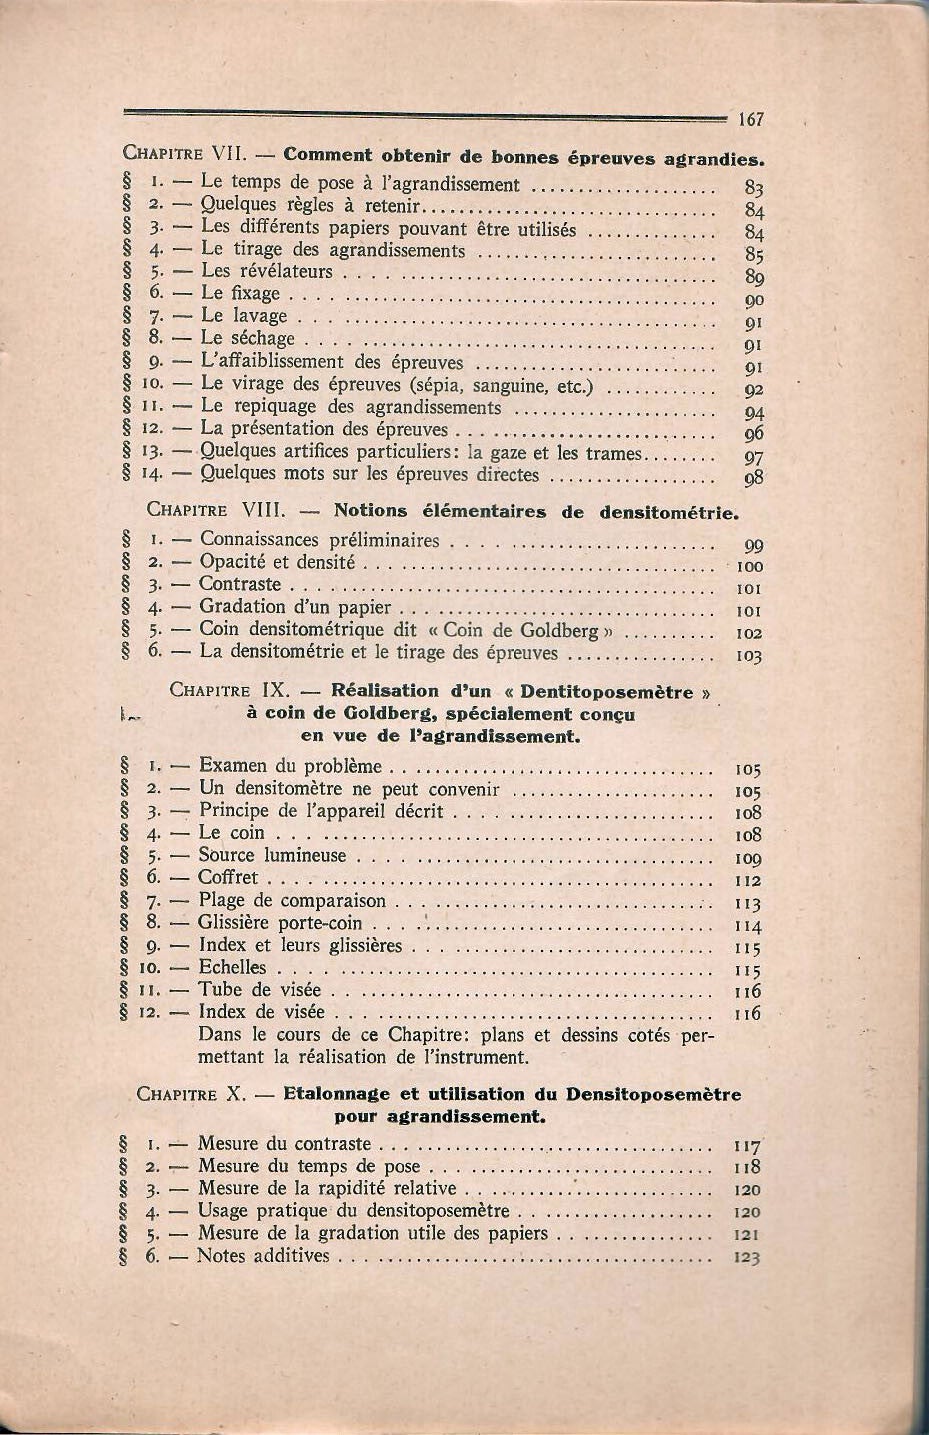 167
CHAPITRE VII. — Comment obtenir de bonnes épreuves agrandies.
§ 1. — Le temps de pose à l'agrandissement .................... 83
§ 2. — Quelques règles à retenir............................... 84
§ 3. — Les différents papiers pouvant être utilisés .............. 84
§ 4. — Le tirage des agrandissements ......................... 85
§ 5. — Les révélateurs ....................................... 89
§ 6. — Le fixage ............................................. 90
§ 7. — Le lavage ............................................ 91
§ 8. — Le séchage ........................................... 91
§ 9. — L'affaiblissement des épreuves ......................... 91
§ 10. — Le virage des épreuves (sépia, sanguine, etc.) ............ 92
§ 11. — Le repiquage des agrandissements ...................... 94
§ 12. — La présentation des épreuves ........................... 96
§ 13. — Quelques artifices particuliers: la gaze et les trames........ 97
§ 14. — Quelques mots sur les épreuves directes .................. 98
CHAPITRE VIII. — Notions élémentaires de densitométrie.
§ 1. — Connaissances préliminaires ............................ 99
§ 2. — Opacité et densité ..................................... 100
§ 3. — Contraste ............................................. 101
§ 4. — Gradation d'un papier ................................. 101
§ 5. — Coin densitométrique dit « Coin de Goldberg » .......... 102
§ 6. — La densitométrie et le tirage des épreuves ................ 103
CHAPITRE IX. — Réalisation d'un « Dentitoposemètre »
à coin de Goldberg, spécialement conçu
en vue de l'agrandissement.
§ 1. — Examen du problème .................................. 105
§ 2. — Un densitomètre ne peut convenir ...................... 105
§ 3. — Principe de l'appareil décrit ............................ 108
§ 4. — Le coin ............................................... 108
§ 5. — Source lumineuse ...................................... 109
§ 6. — Coffret ............................................... 112
§ 7. — Plage de comparaison .................................. 113
§ 8. — Glissière porte-coin .................................... 114
§ 9. — Index et leurs glissières ................................ 115
§ 10. — Echelles .............................................. 115
§ 11. — Tube de visée ......................................... 116
§ 12. — Index de visée ........................................ 116
Dans le cours de ce Chapitre: plans et dessins cotés per-
mettant la réalisation de l'instrument.
CHAPITRE X. — Etalonnage et utilisation du Densitoposemètre
pour agrandissement.
§ 1. — Mesure du contraste ................................... 117
§ 2. — Mesure du temps de pose .............................. 118
§ 3. — Mesure de la rapidité relative .......................... 120
§ 4. — Usage pratique du densitoposemètre .................... 120
§ 5. — Mesure de la gradation utile des papiers ................ 121
§ 6. — Notes additives ........................................ 123